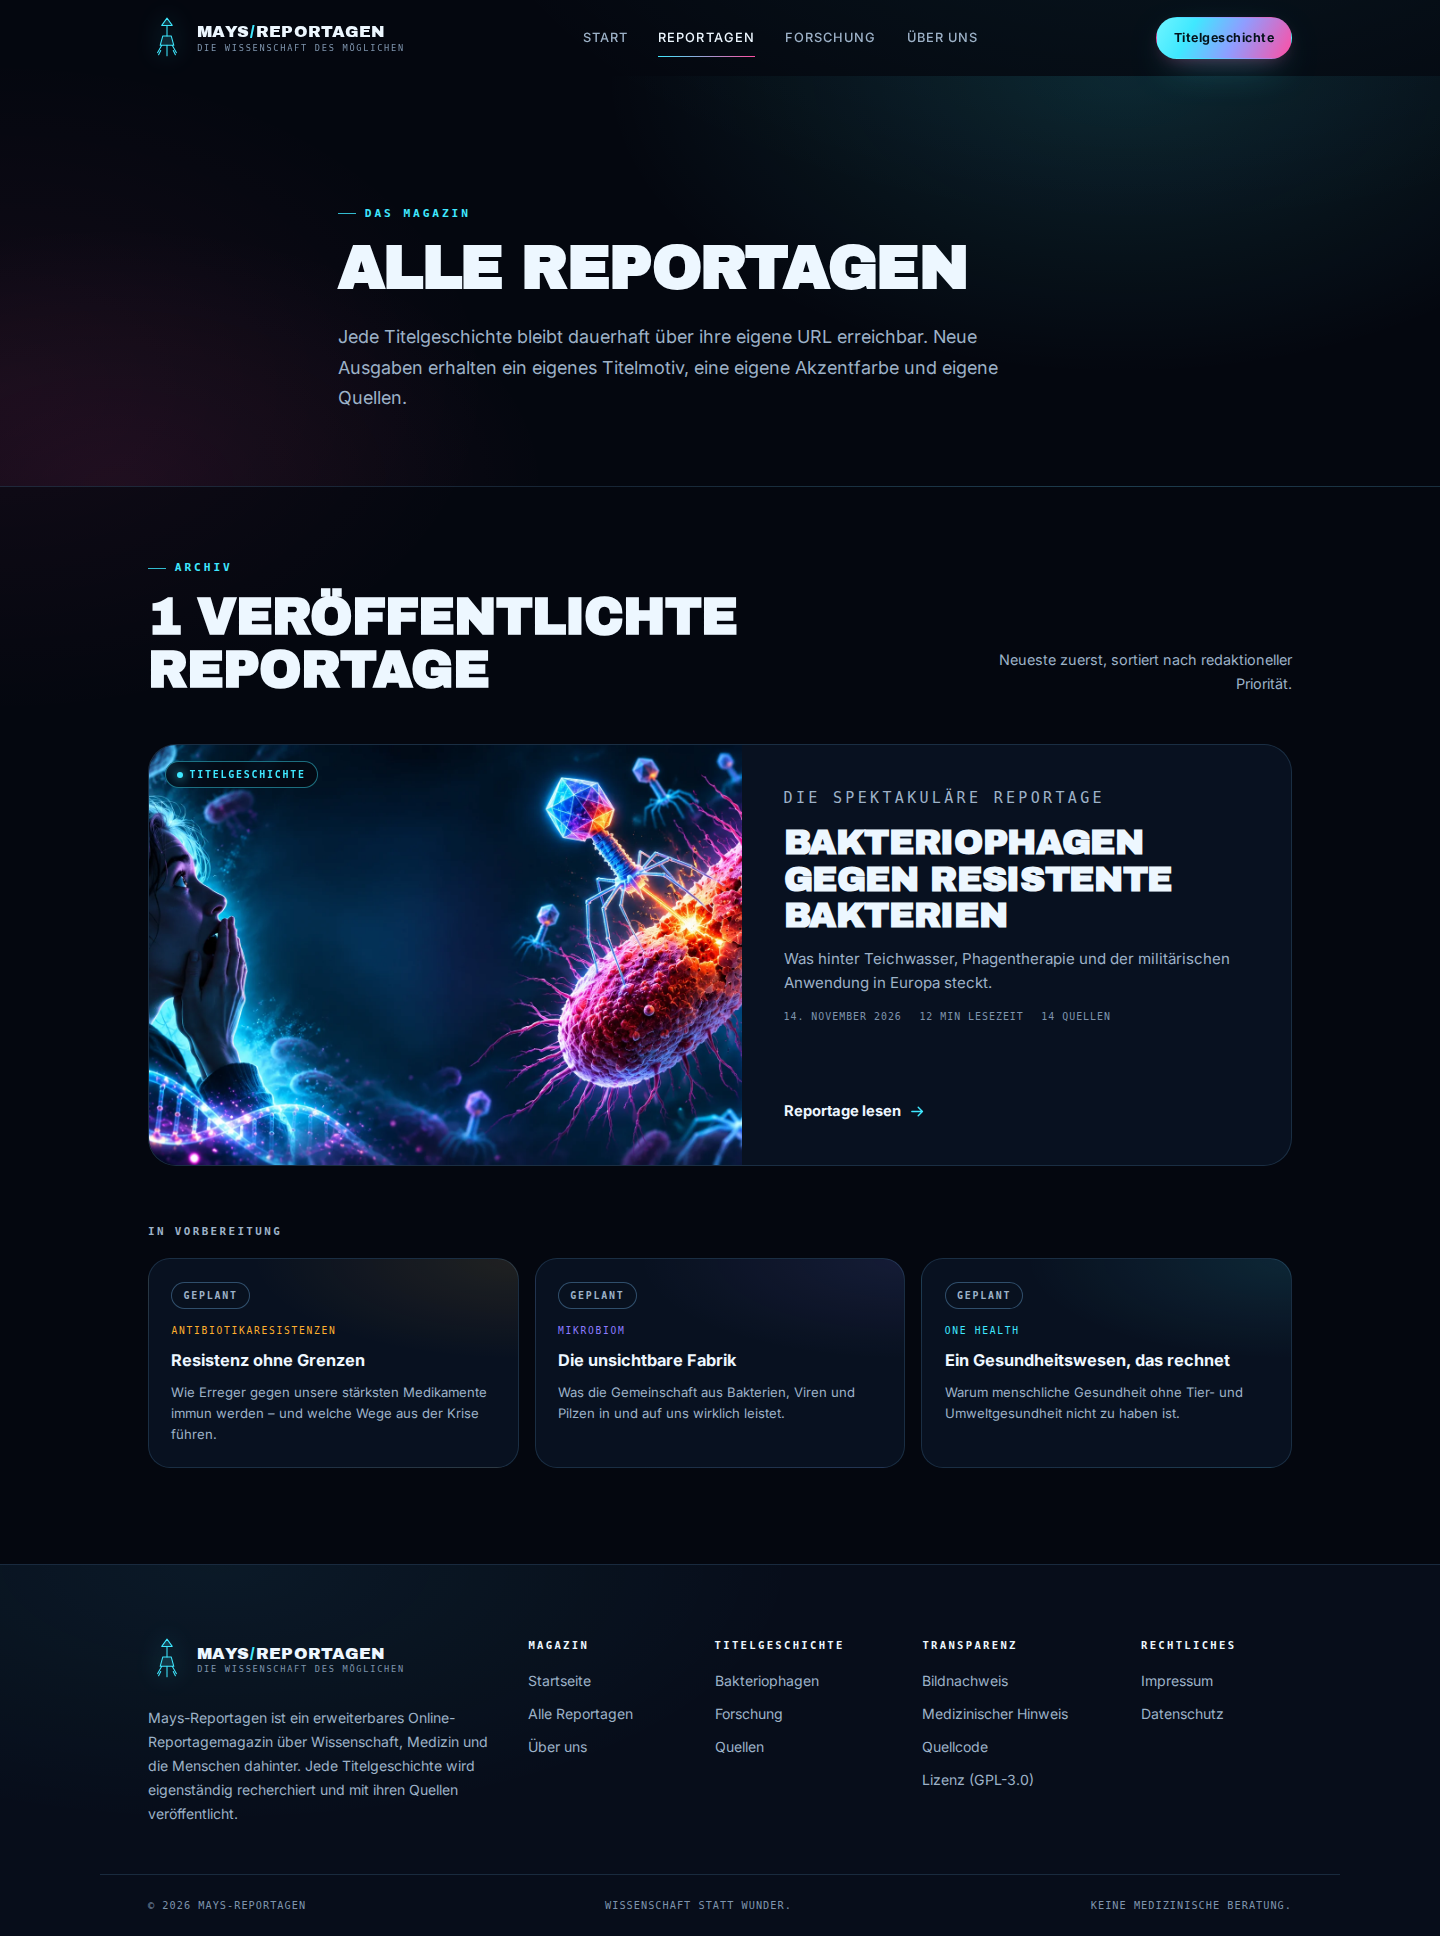 MAYS/REPORTAGEN
DIE WISSENSCHAFT DES MÖGLICHEN
START
REPORTAGEN
FORSCHUNG
ÜBER UNS
Titelgeschichte
DAS MAGAZIN
ALLE REPORTAGEN
Jede Titelgeschichte bleibt dauerhaft über ihre eigene URL erreichbar. Neue
Ausgaben erhalten ein eigenes Titelmotiv, eine eigene Akzentfarbe und eigene
Quellen.
ARCHIV
1 VERÖFFENTLICHTE
REPORTAGE
Neueste zuerst, sortiert nach redaktioneller
Priorität.
TITELGESCHICHTE
DIE SPEKTAKULÄRE REPORTAGE
BAKTERIOPHAGEN
GEGEN RESISTENTE
BAKTERIEN
Was hinter Teichwasser, Phagentherapie und der militärischen
Anwendung in Europa steckt.
14. NOVEMBER 2026 12 MIN LESEZEIT 14 QUELLEN
Reportage lesen →
IN VORBEREITUNG
GEPLANT
ANTIBIOTIKARESISTENZEN
Resistenz ohne Grenzen
Wie Erreger gegen unsere stärksten Medikamente
immun werden – und welche Wege aus der Krise
führen.
GEPLANT
MIKROBIOM
Die unsichtbare Fabrik
Was die Gemeinschaft aus Bakterien, Viren und
Pilzen in und auf uns wirklich leistet.
GEPLANT
ONE HEALTH
Ein Gesundheitswesen, das rechnet
Warum menschliche Gesundheit ohne Tier- und
Umweltgesundheit nicht zu haben ist.
MAYS/REPORTAGEN
DIE WISSENSCHAFT DES MÖGLICHEN
Mays-Reportagen ist ein erweiterbares Online-
Reportagemagazin über Wissenschaft, Medizin und
die Menschen dahinter. Jede Titelgeschichte wird
eigenständig recherchiert und mit ihren Quellen
veröffentlicht.
MAGAZIN
Startseite
Alle Reportagen
Über uns
TITELGESCHICHTE
Bakteriophagen
Forschung
Quellen
TRANSPARENZ
Bildnachweis
Medizinischer Hinweis
Quellcode
Lizenz (GPL-3.0)
RECHTLICHES
Impressum
Datenschutz
© 2026 MAYS-REPORTAGEN
WISSENSCHAFT STATT WUNDER.
KEINE MEDIZINISCHE BERATUNG.